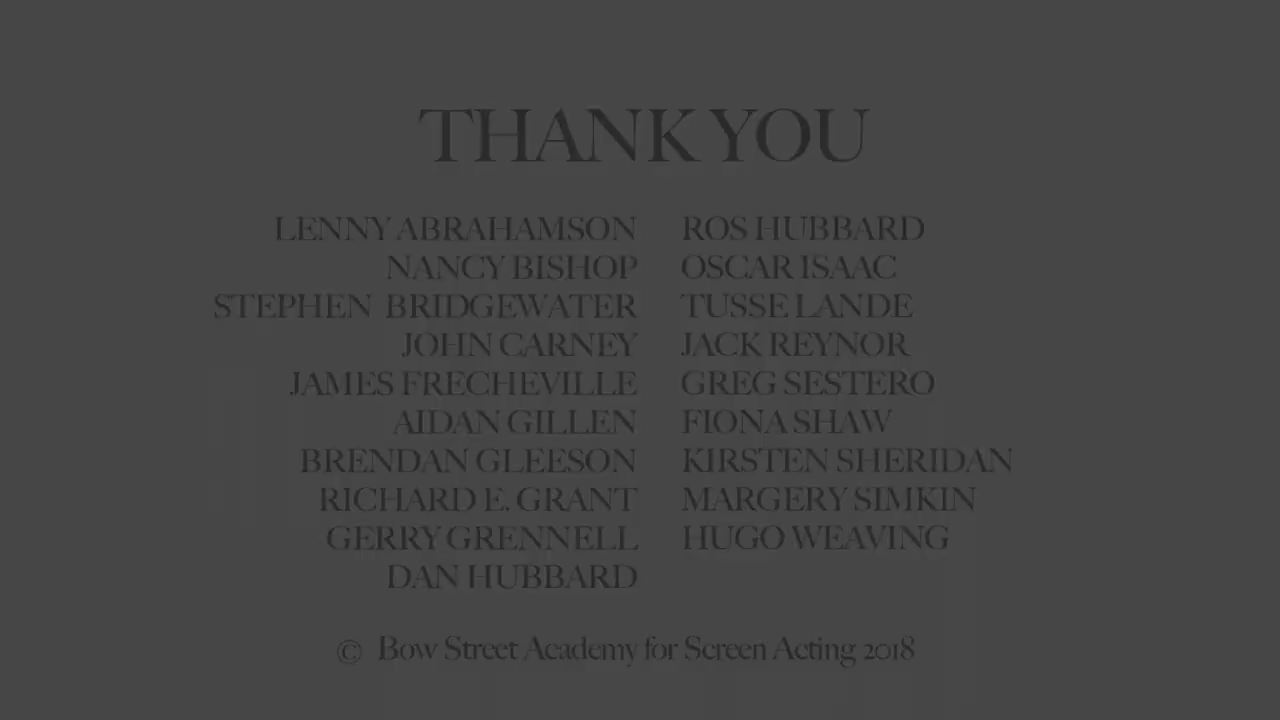 THANK YOU
LENNY ABRAHAMSON
NANCY BISHOP
STEPHEN BRIDGEWATER
JOHN CARNEY
JAMES FRECHEVILLE
AIDAN GILLEN
BRENDAN GLEESON
RICHARD E. GRANT
GERRY GRENNELL
DAN HUBBARD
ROS HUBBARD
OSCAR ISAAC
TUSSE LANDE
JACK REYNOR
GREG SESTERO
FIONA SHAW
KIRSTEN SHERIDAN
MARGERY SIMKIN
HUGO WEAVING
© Bow Street Academy for Screen Acting 2018